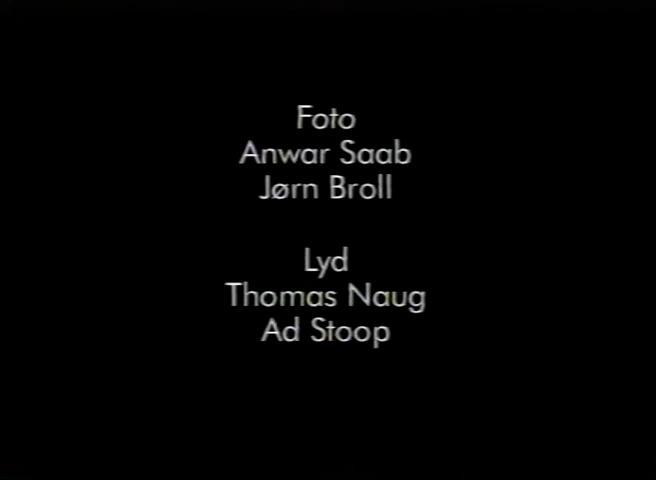 Foto
Anwar Saab
Jørn Broll
Lyd
Thomas Naug
Ad Stoop